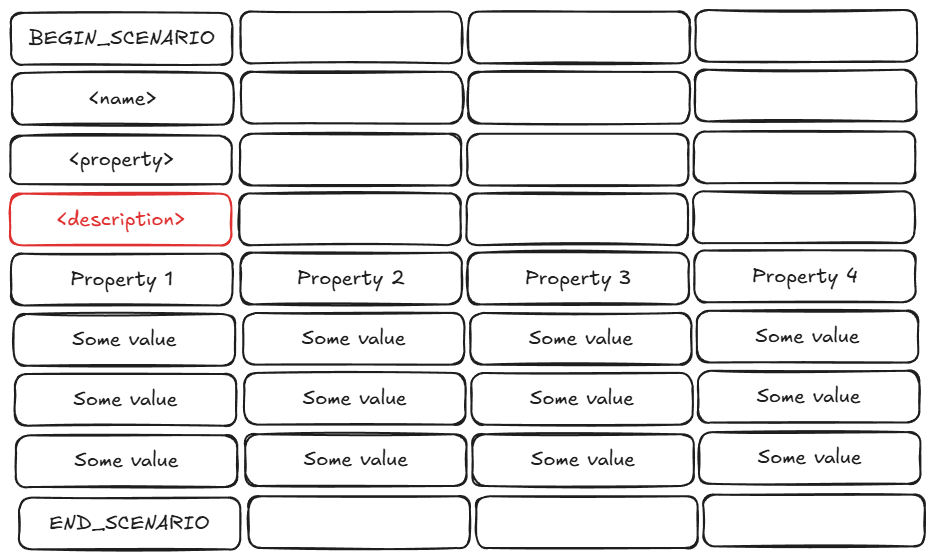 BEGIN_SCENARIO
<name>
<property>
<description>
Property 1 Property 2 Property 3 Property 4
Some value Some value Some value Some value
Some value Some value Some value Some value
Some value Some value Some value Some value
END_SCENARIO